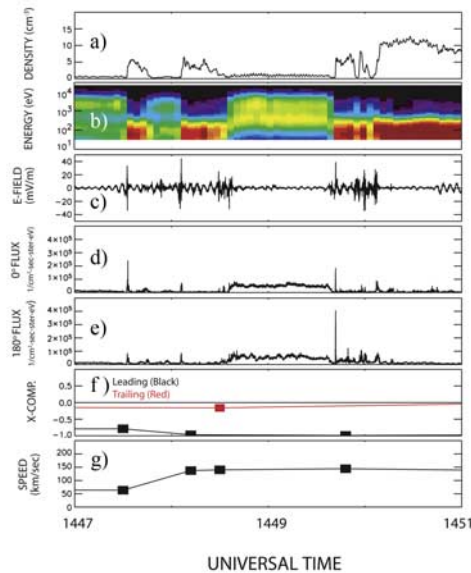 DENSITY (cm⁻³)
15
10
5
0
a)
ENERGY (eV)
10⁴
10³
10²
10¹
b)
E-FIELD
(mV/m)
40
20
0
-20
-40
c)
0° FLUX
1/cm²-sec-ster-eV)
4×10⁵
3×10⁵
2×10⁵
1×10⁵
0
d)
180° FLUX
1/cm²-sec-ster-eV)
4×10⁵
3×10⁵
2×10⁵
1×10⁵
0
e)
X-COMP.
0.5
0.0
-0.5
-1.0
f)
Leading (Black)
Trailing (Red)
SPEED
(km/sec)
200
150
100
50
0
g)
1447 1449 1451
UNIVERSAL TIME